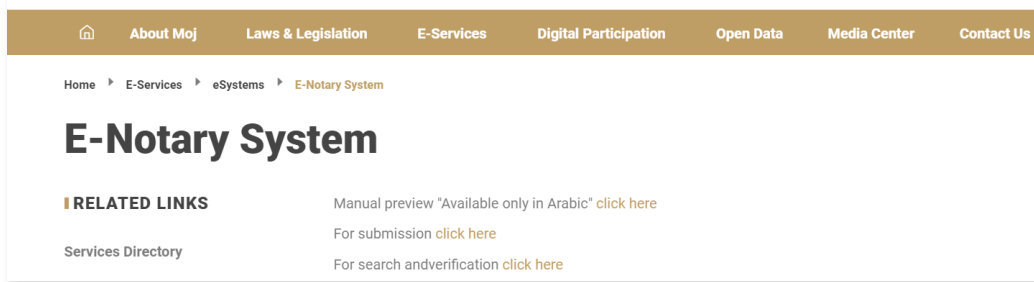 About Moj Laws & Legislation E-Services Digital Participation Open Data Media Center Contact Us
Home E-Services eSystems E-Notary System
E-Notary System
RELATED LINKS
Services Directory
Manual preview "Available only in Arabic" click here
For submission click here
For search andverification click here